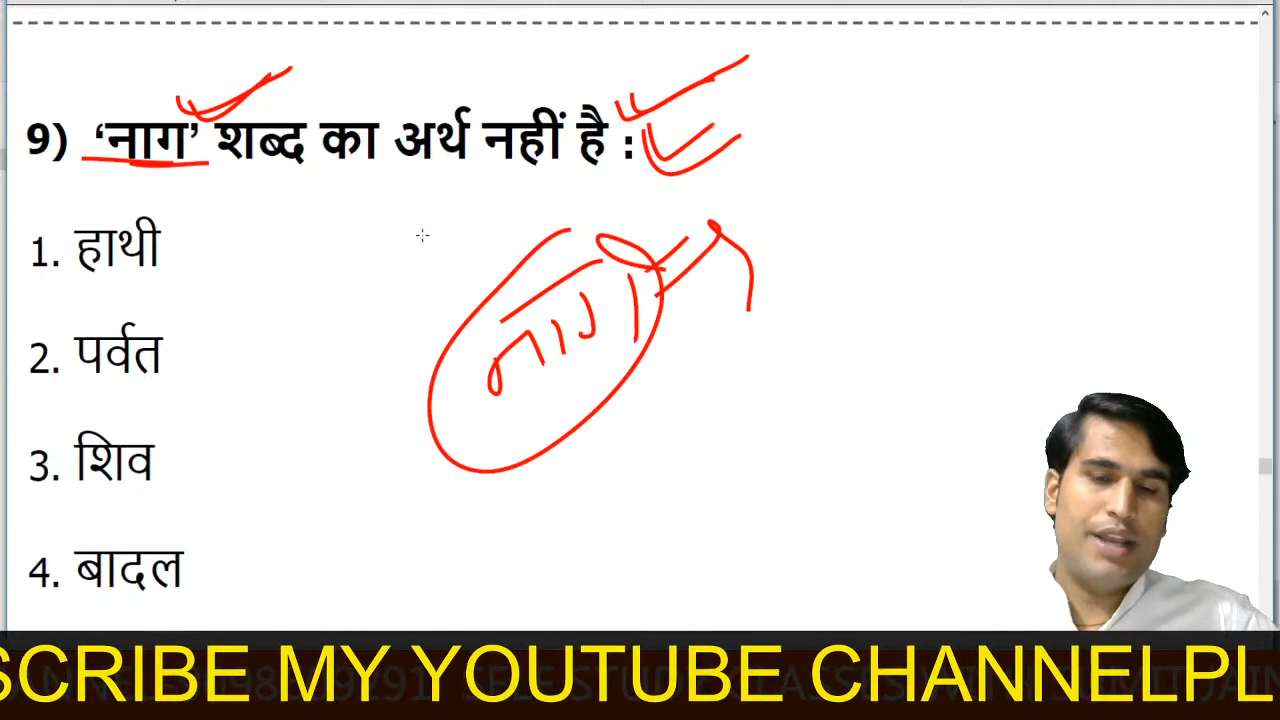 9) ‘नाग’ शब्द का अर्थ नहीं है :
1. हाथी
नाग
2. पर्वत
3. शिव
4. बादल
SCRIBE MY YOUTUBE CHANNELPL